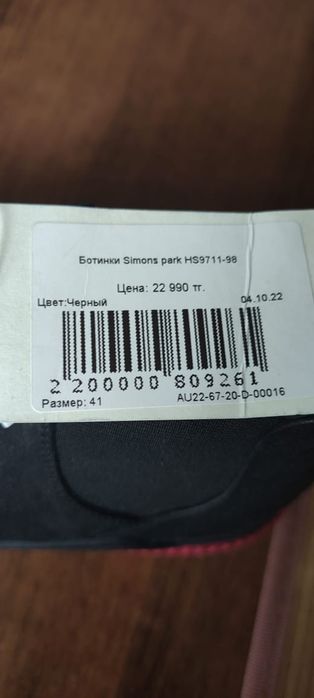 Ботинки Simons park HS9711-98
Цена: 22 990 тг.
Цвет:Черный 04.10.22
2 200000 809261
Размер: 41 AU22-67-20-D-00016